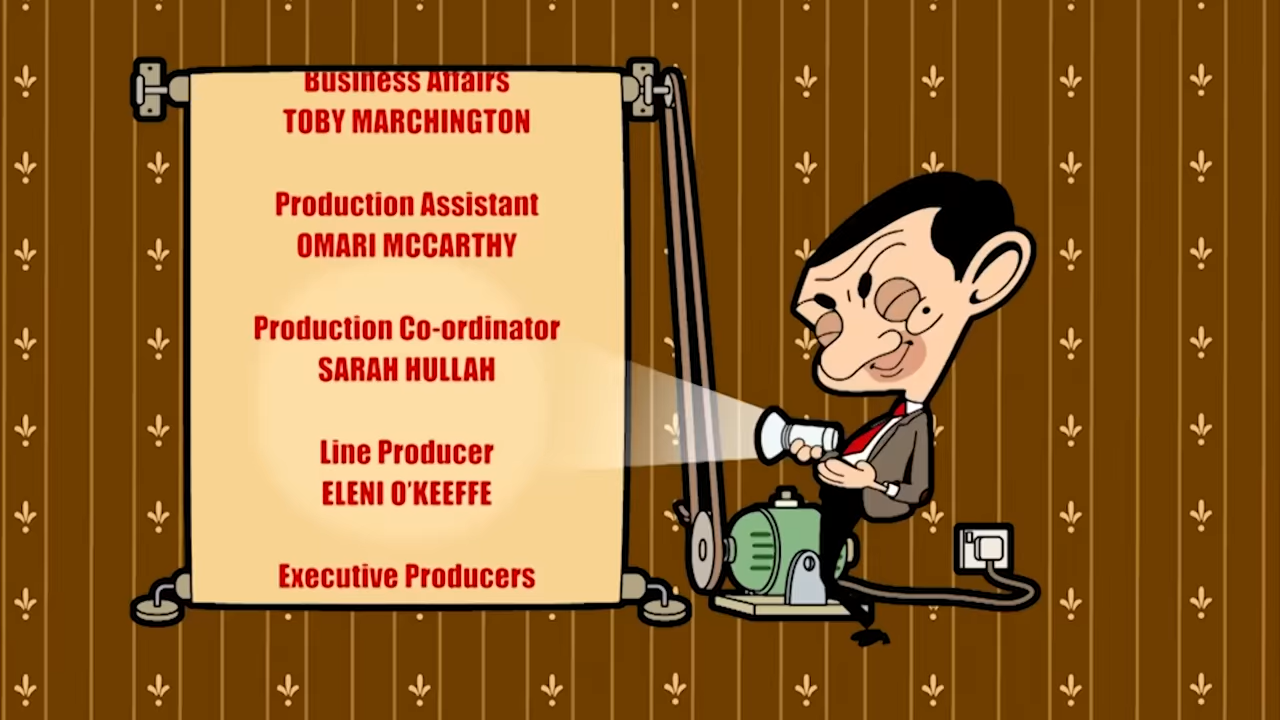 Business Affairs
TOBY MARCHINGTON
Production Assistant
OMARI MCCARTHY
Production Co-ordinator
SARAH HULLAH
Line Producer
ELENI O'KEEFFE
Executive Producers